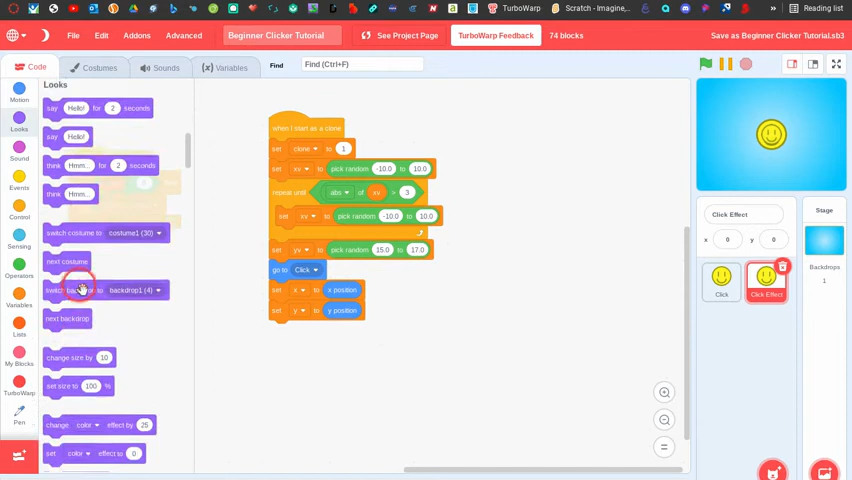 TurboWarp
Scratch - Imagine,...
Reading list
File
Edit
Addons
Advanced
Beginner Clicker Tutorial
See Project Page
TurboWarp Feedback
74 blocks
Save as Beginner Clicker Tutorial.sb3
Code
Costumes
Sounds
Variables
Find
Find (Ctrl+F)
Motion
Looks
Sound
Events
Control
Sensing
Operators
Variables
Lists
My Blocks
TurboWarp
Pen
Looks
say Hello! for 2 seconds
say Hello!
think Hmm... for 2 seconds
think Hmm...
switch costume to costume1 (30)
next costume
switch to backdrop1 (4)
next backdrop
change size by 10
set size to 100 %
change color effect by 25
set color effect to 0
when I start as a clone
set clone to 1
set xv to pick random -10.0 to 10.0
repeat until abs of xv > 3
set xv to pick random -10.0 to 10.0
set yv to pick random 15.0 to 17.0
go to Click
set x to x position
set y to y position
Click Effect
x 0 y 0
Click
Click Effect
Stage
Backdrops
1